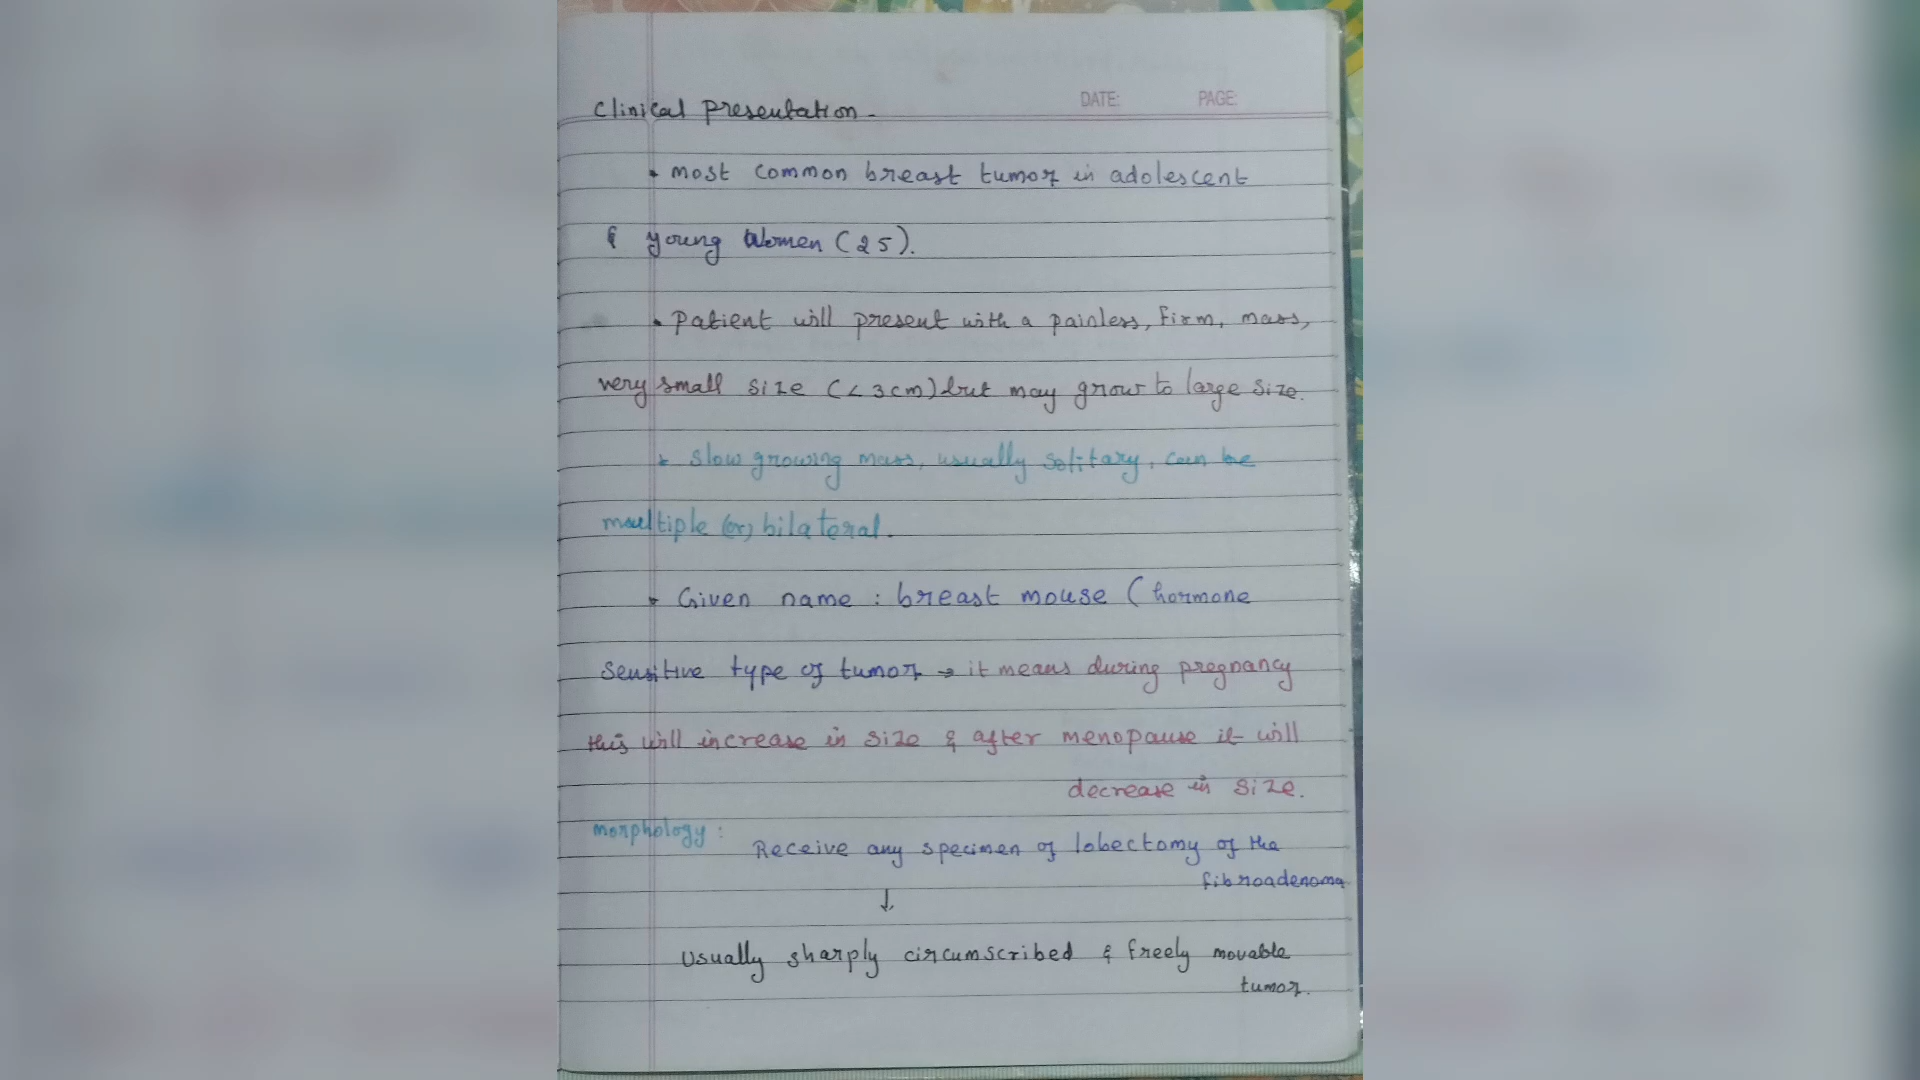 DATE: PAGE:
Clinical presentation -
• most common breast tumor in adolescent
& young Women (25).
• patient will present with a painless, firm, mass,
very small size (<3cm) but may grow to large size.
• slow growing mass, usually solitary, can be
multiple (or) bilateral.
• Given name : breast mouse (hormone
sensitive type of tumor → it means during pregnancy
this will increase in size & after menopause it will
decrease in size.
morphology :
Receive any specimen of lobectomy of the
fibroadenoma
↓
Usually sharply circumscribed & freely movable
tumor.